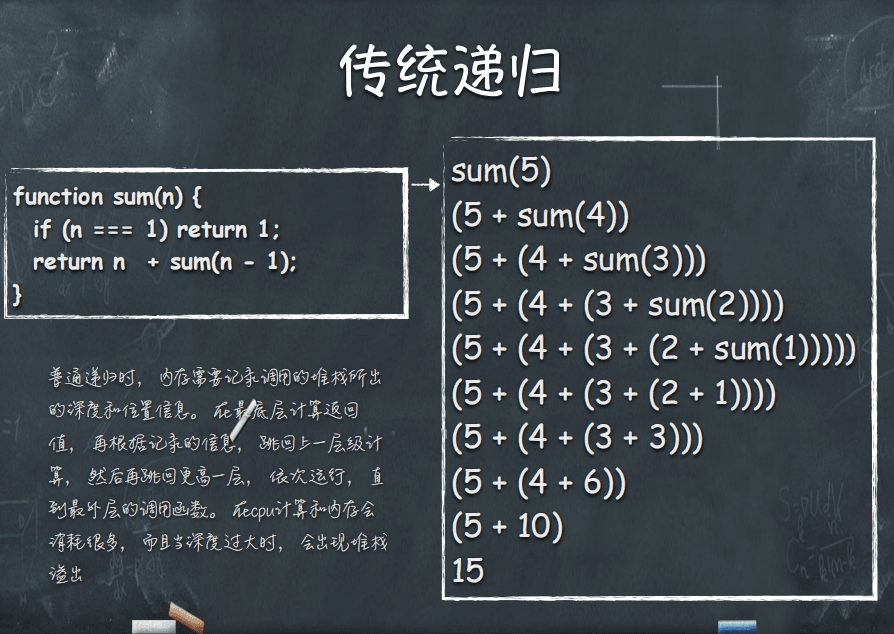 传统递归
function sum(n) {
if (n === 1) return 1;
return n + sum(n - 1);
}
普通递归时， 内存需要记录调用的堆栈所出
的深度和位置信息。 在最底层计算返回
值， 再根据记录的信息， 跳回上一层级计
算， 然后再跳回更高一层， 依次运行， 直
到最外层的调用函数。 在cpu计算和内存会
消耗很多， 而且当深度过大时， 会出现堆栈
溢出
sum(5)
(5 + sum(4))
(5 + (4 + sum(3)))
(5 + (4 + (3 + sum(2))))
(5 + (4 + (3 + (2 + sum(1)))))
(5 + (4 + (3 + (2 + 1))))
(5 + (4 + (3 + 3)))
(5 + (4 + 6))
(5 + 10)
15